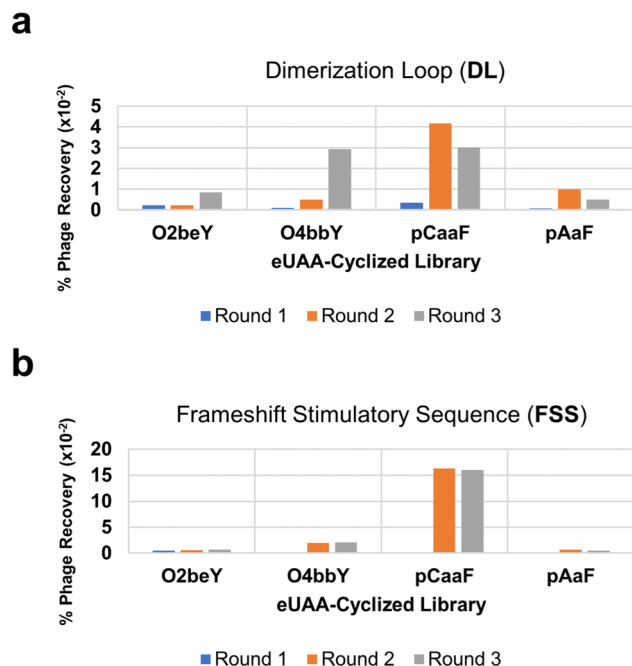 a
Dimerization Loop (DL)
% Phage Recovery (x10⁻²)
5
4
3
2
1
0
O2beY O4bbY pCaaF pAaF
eUAA-Cyclized Library
Round 1 Round 2 Round 3
b
Frameshift Stimulatory Sequence (FSS)
% Phage Recovery (x10⁻²)
20
15
10
5
0
O2beY O4bbY pCaaF pAaF
eUAA-Cyclized Library
Round 1 Round 2 Round 3